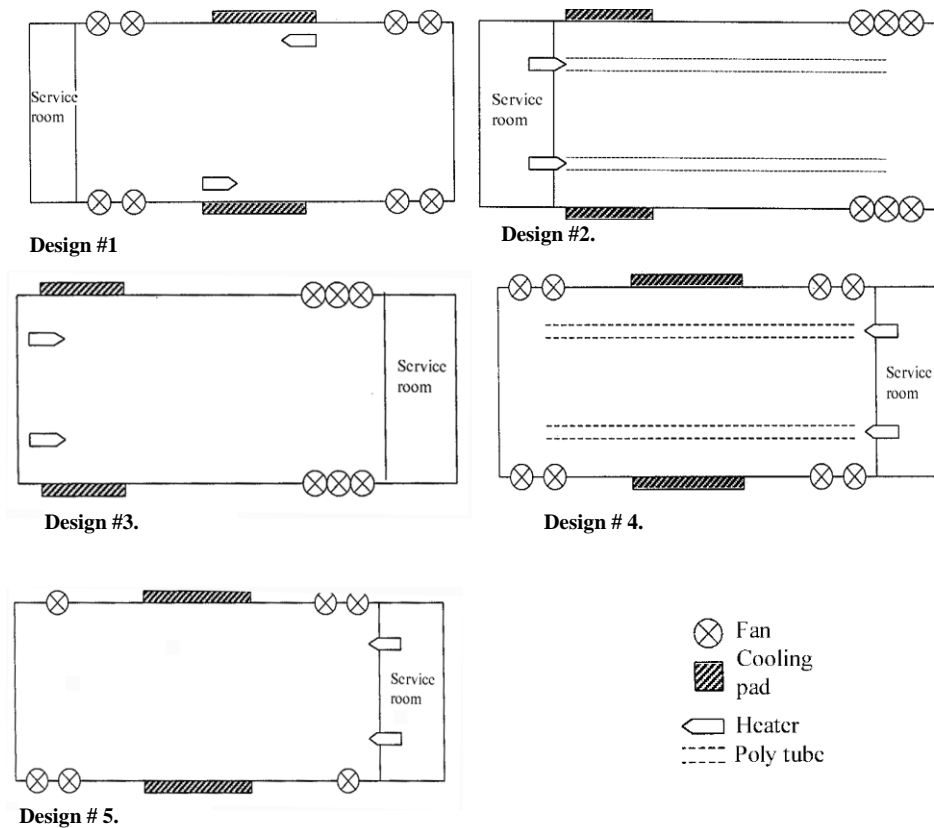 Service
room
Design #1
Service
room
Design #2.
Service
room
Design #3.
Service
room
Design # 4.
Service
room
Design # 5.
Fan
Cooling
pad
Heater
Poly tube